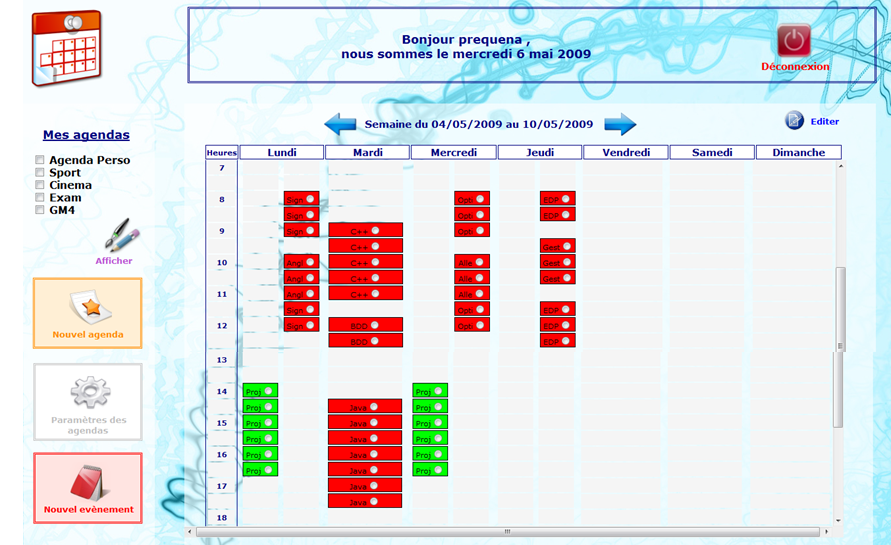 Bonjour prequena ,
nous sommes le mercredi 6 mai 2009
Déconnexion
Semaine du 04/05/2009 au 10/05/2009
Editer
Mes agendas
Agenda Perso
Sport
Cinema
Exam
GM4
Afficher
Nouvel agenda
Paramètres des
agendas
Nouvel evènement
Heures Lundi Mardi Mercredi Jeudi Vendredi Samedi Dimanche
7
8 Sign Opti EDP
Sign Opti EDP
9 Sign C++ Opti
C++ Gest
10 Angl C++ Alle Gest
Angl C++ Alle Gest
11 Angl C++ Alle
Sign Opti EDP
12 Sign BDD Opti EDP
BDD EDP
13
14 Proj Proj
Proj Java Proj
15 Proj Java Proj
Proj Java Proj
16 Proj Java Proj
Proj Java Proj
17 Java
Java
18